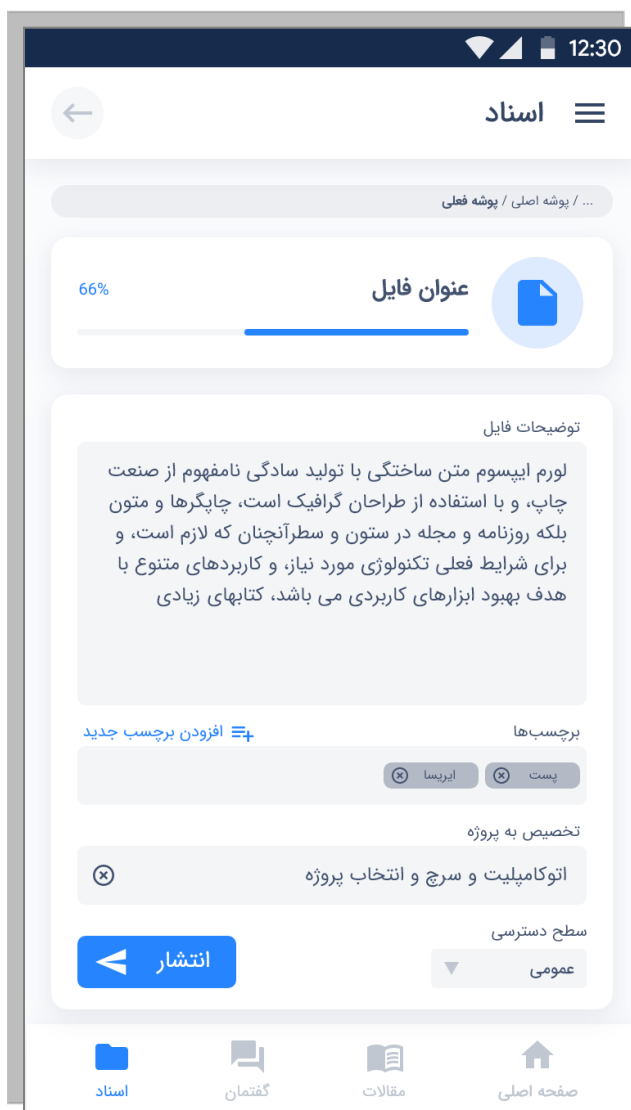 12:30
اسناد
... / پوشه اصلی / پوشه فعلی
عنوان فایل
66%
توضیحات فایل
لورم ایپسوم متن ساختگی با تولید سادگی نامفهوم از صنعت
چاپ، و با استفاده از طراحان گرافیک است، چاپگرها و متون
بلکه روزنامه و مجله در ستون و سطرآنچنان که لازم است، و
برای شرایط فعلی تکنولوژی مورد نیاز، و کاربردهای متنوع با
هدف بهبود ابزارهای کاربردی می باشد، کتابهای زیادی
برچسب‌ها
افزودن برچسب جدید
پست
ایریسا
تخصیص به پروژه
اتوکامپلیت و سرچ و انتخاب پروژه
سطح دسترسی
عمومی
انتشار
صفحه اصلی
مقالات
گفتمان
اسناد